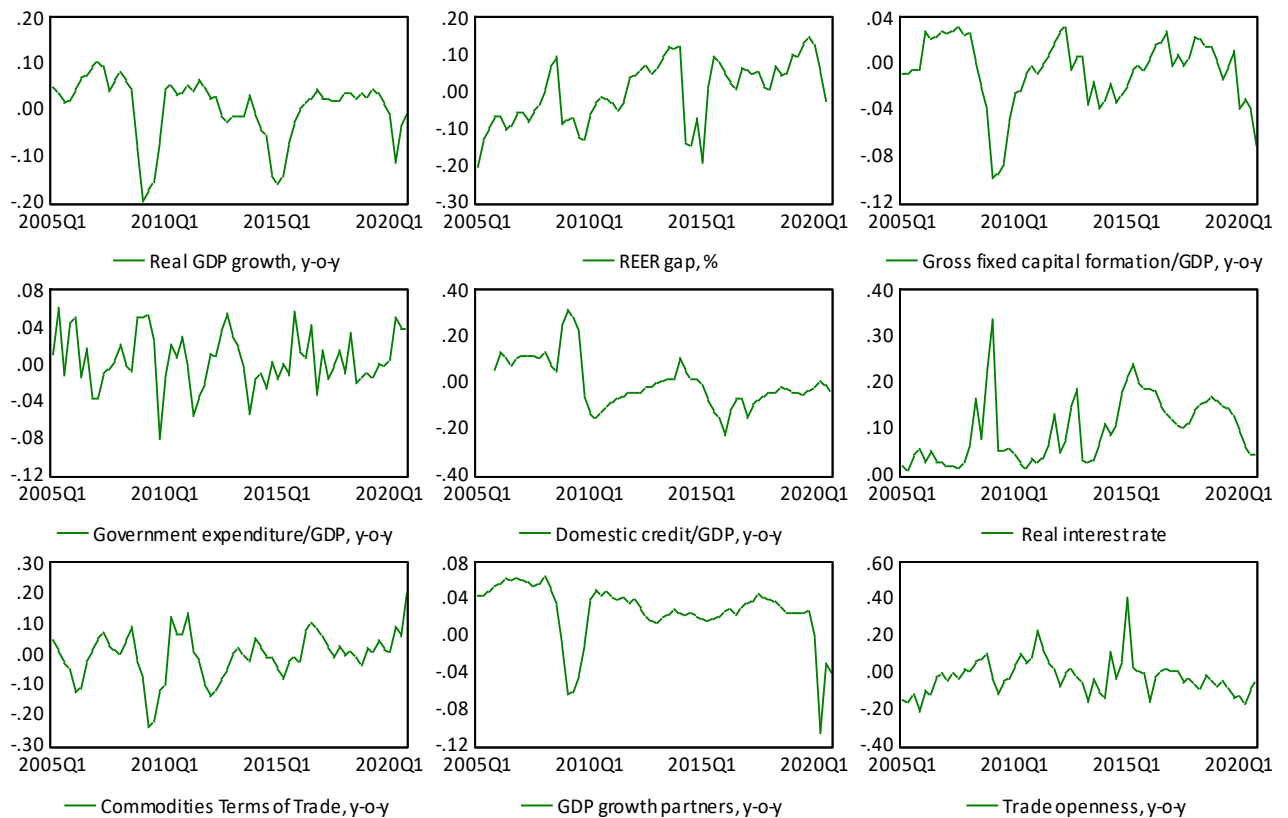 .20
.10
.00
-.10
-.20
2005Q1 2010Q1 2015Q1 2020Q1
Real GDP growth, y-o-y
.20
.10
.00
-.10
-.20
-.30
2005Q1 2010Q1 2015Q1 2020Q1
REER gap, %
.04
.00
-.04
-.08
-.12
2005Q1 2010Q1 2015Q1 2020Q1
Gross fixed capital formation/GDP, y-o-y
.08
.04
.00
-.04
-.08
-.12
2005Q1 2010Q1 2015Q1 2020Q1
Government expenditure/GDP, y-o-y
.40
.20
.00
-.20
-.40
2005Q1 2010Q1 2015Q1 2020Q1
Domestic credit/GDP, y-o-y
.40
.30
.20
.10
.00
2005Q1 2010Q1 2015Q1 2020Q1
Real interest rate
.30
.20
.10
.00
-.10
-.20
-.30
2005Q1 2010Q1 2015Q1 2020Q1
Commodities Terms of Trade, y-o-y
.08
.04
.00
-.04
-.08
-.12
2005Q1 2010Q1 2015Q1 2020Q1
GDP growth partners, y-o-y
.60
.40
.20
.00
-.20
-.40
2005Q1 2010Q1 2015Q1 2020Q1
Trade openness, y-o-y